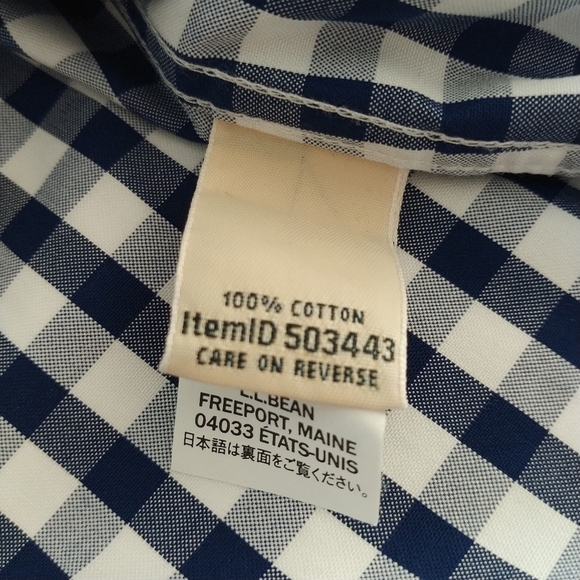 100% COTTON
ItemID 503443
CARE ON REVERSE
L.L.BEAN
FREEPORT, MAINE
04033 ÉTATS-UNIS
日本語は裏面をご覧ください。